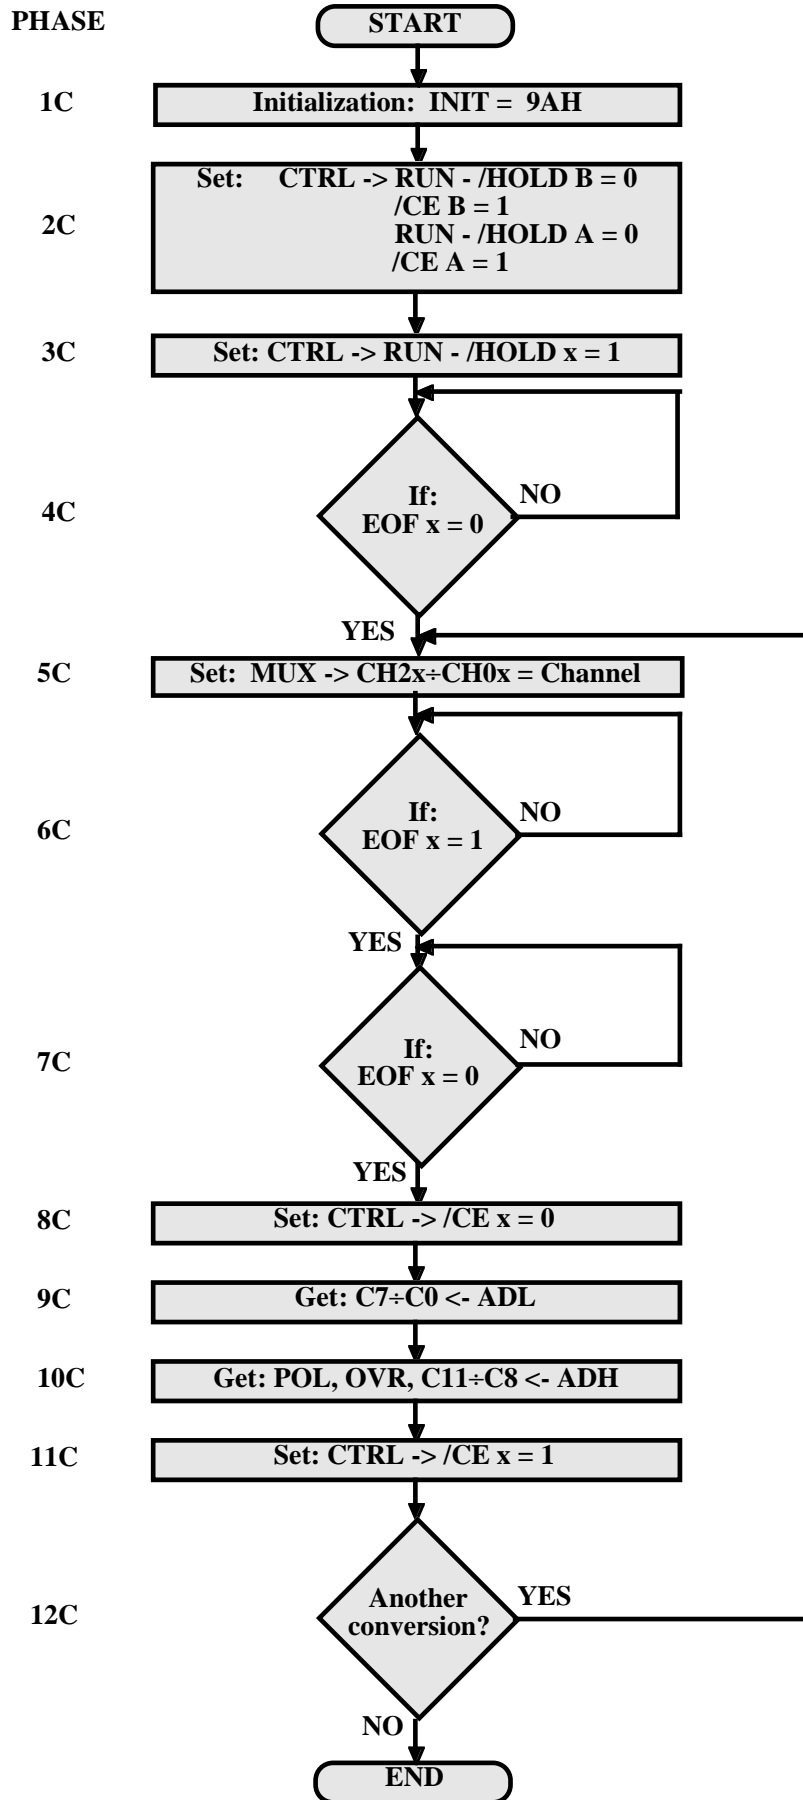 PHASE
START
1C
Initialization: INIT = 9AH
2C
Set: CTRL -> RUN - /HOLD B = 0
/CE B = 1
RUN - /HOLD A = 0
/CE A = 1
3C
Set: CTRL -> RUN - /HOLD x = 1
4C
If:
EOF x = 0
NO
YES
5C
Set: MUX -> CH2x÷CH0x = Channel
6C
If:
EOF x = 1
NO
YES
7C
If:
EOF x = 0
NO
YES
8C
Set: CTRL -> /CE x = 0
9C
Get: C7÷C0 <- ADL
10C
Get: POL, OVR, C11÷C8 <- ADH
11C
Set: CTRL -> /CE x = 1
12C
Another
conversion?
YES
NO
END